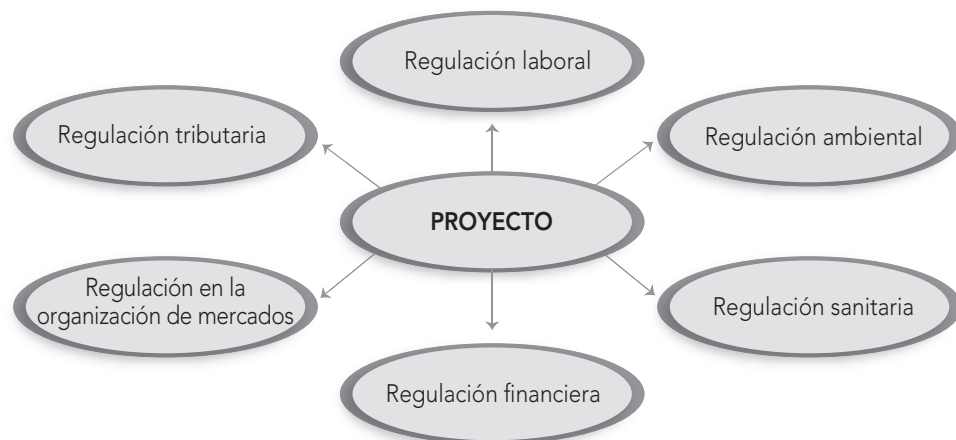 Regulación laboral
Regulación tributaria
Regulación ambiental
PROYECTO
Regulación en la
organización de mercados
Regulación sanitaria
Regulación financiera